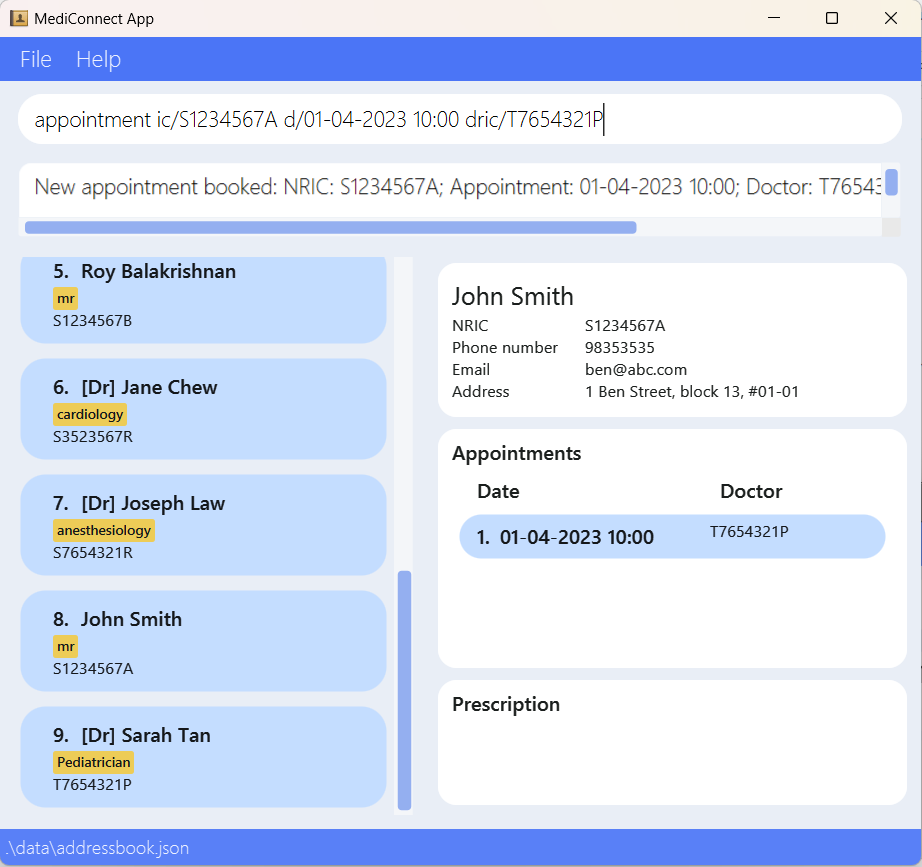 MediConnect App
File Help
appointment ic/S1234567A d/01-04-2023 10:00 dric/T7654321P
New appointment booked: NRIC: S1234567A; Appointment: 01-04-2023 10:00; Doctor: T7654
5. Roy Balakrishnan
mr
S1234567B
6. [Dr] Jane Chew
cardiology
S3523567R
7. [Dr] Joseph Law
anesthesiology
S7654321R
8. John Smith
mr
S1234567A
9. [Dr] Sarah Tan
Pediatrician
T7654321P
John Smith
NRIC S1234567A
Phone number 98353535
Email ben@abc.com
Address 1 Ben Street, block 13, #01-01
Appointments
Date Doctor
1. 01-04-2023 10:00 T7654321P
Prescription
.\data\addressbook.json